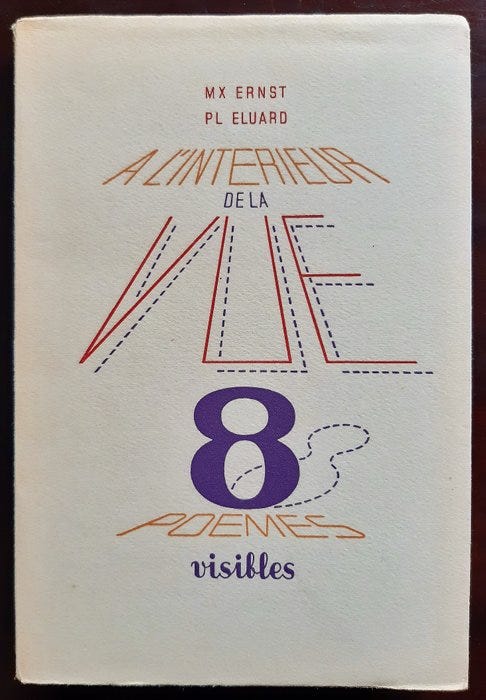 MX ERNST
PL ELUARD
A L'INTERIEUR
DE LA
VUE
8
POEMES
visibles